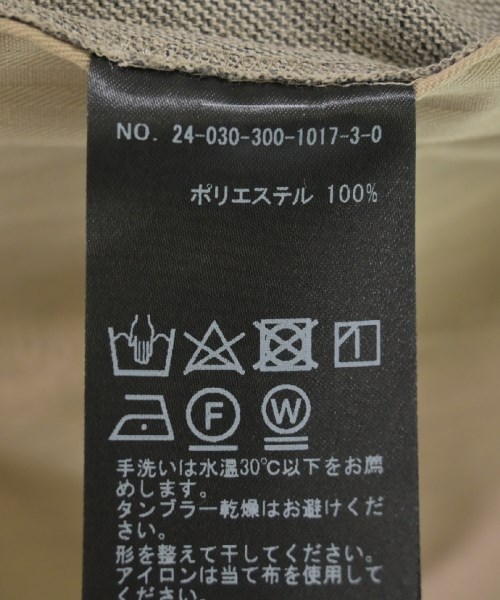 NO. 24-030-300-1017-3-0
ポリエステル 100%
F W
手洗いは水温30℃以下をお薦
めします。
タンブラー乾燥はお避けくだ
さい。
形を整えて干してください。
アイロンは当て布を使用して
ください。